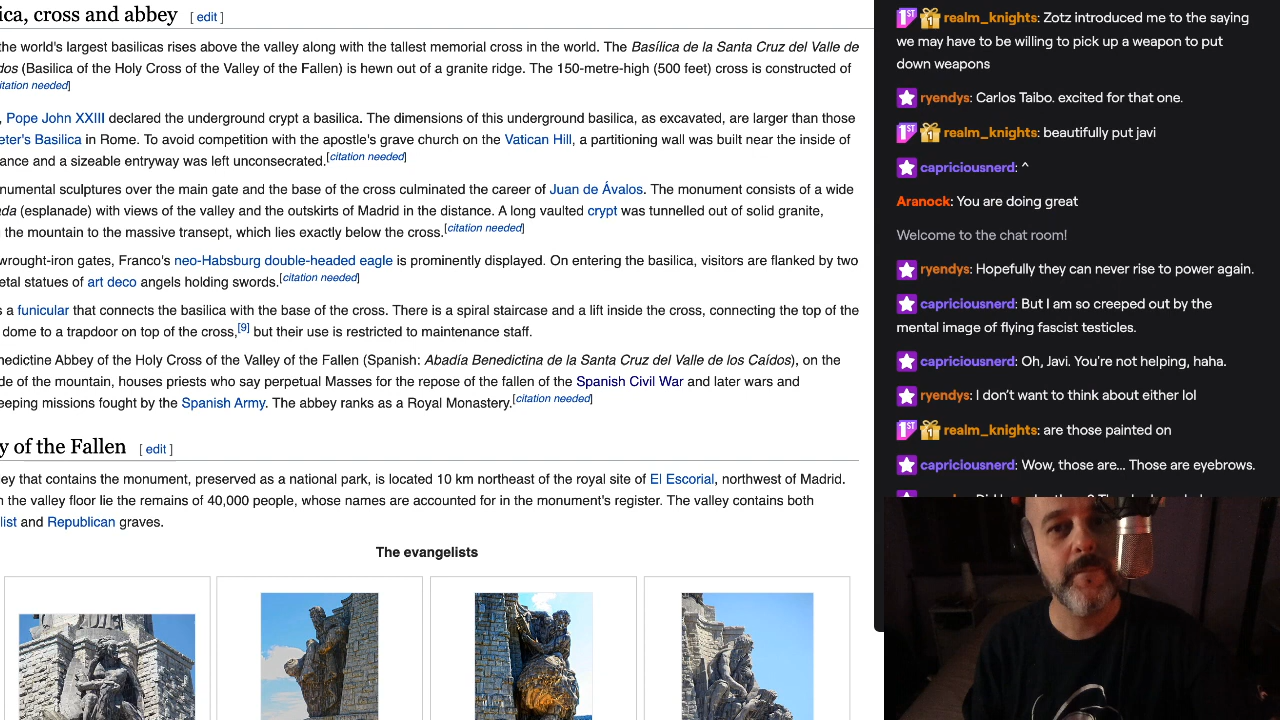 ica, cross and abbey [ edit ]
the world's largest basilicas rises above the valley along with the tallest memorial cross in the world. The Basílica de la Santa Cruz del Valle de
dos (Basilica of the Holy Cross of the Valley of the Fallen) is hewn out of a granite ridge. The 150-metre-high (500 feet) cross is constructed of
itation needed]
, Pope John XXIII declared the underground crypt a basilica. The dimensions of this underground basilica, as excavated, are larger than those
eter's Basilica in Rome. To avoid competition with the apostle's grave church on the Vatican Hill, a partitioning wall was built near the inside of
ance and a sizeable entryway was left unconsecrated.[citation needed]
numental sculptures over the main gate and the base of the cross culminated the career of Juan de Ávalos. The monument consists of a wide
ada (esplanade) with views of the valley and the outskirts of Madrid in the distance. A long vaulted crypt was tunnelled out of solid granite,
the mountain to the massive transept, which lies exactly below the cross.[citation needed]
wrought-iron gates, Franco's neo-Habsburg double-headed eagle is prominently displayed. On entering the basilica, visitors are flanked by two
etal statues of art deco angels holding swords.[citation needed]
s a funicular that connects the basilica with the base of the cross. There is a spiral staircase and a lift inside the cross, connecting the top of the
dome to a trapdoor on top of the cross,[9] but their use is restricted to maintenance staff.
nedictine Abbey of the Holy Cross of the Valley of the Fallen (Spanish: Abadía Benedictina de la Santa Cruz del Valle de los Caídos), on the
de of the mountain, houses priests who say perpetual Masses for the repose of the fallen of the Spanish Civil War and later wars and
eeping missions fought by the Spanish Army. The abbey ranks as a Royal Monastery.[citation needed]
y of the Fallen [ edit ]
ey that contains the monument, preserved as a national park, is located 10 km northeast of the royal site of El Escorial, northwest of Madrid.
n the valley floor lie the remains of 40,000 people, whose names are accounted for in the monument's register. The valley contains both
list and Republican graves.
The evangelists
1ST 1 realm_knights: Zotz introduced me to the saying
we may have to be willing to pick up a weapon to put
down weapons
ryendys: Carlos Taibo. excited for that one.
1ST 1 realm_knights: beautifully put javi
capriciousnerd: ^
Aranock: You are doing great
Welcome to the chat room!
ryendys: Hopefully they can never rise to power again.
capriciousnerd: But I am so creeped out by the
mental image of flying fascist testicles.
capriciousnerd: Oh, Javi. You're not helping, haha.
ryendys: I don't want to think about either lol
1ST 1 realm_knights: are those painted on
capriciousnerd: Wow, those are... Those are eyebrows.